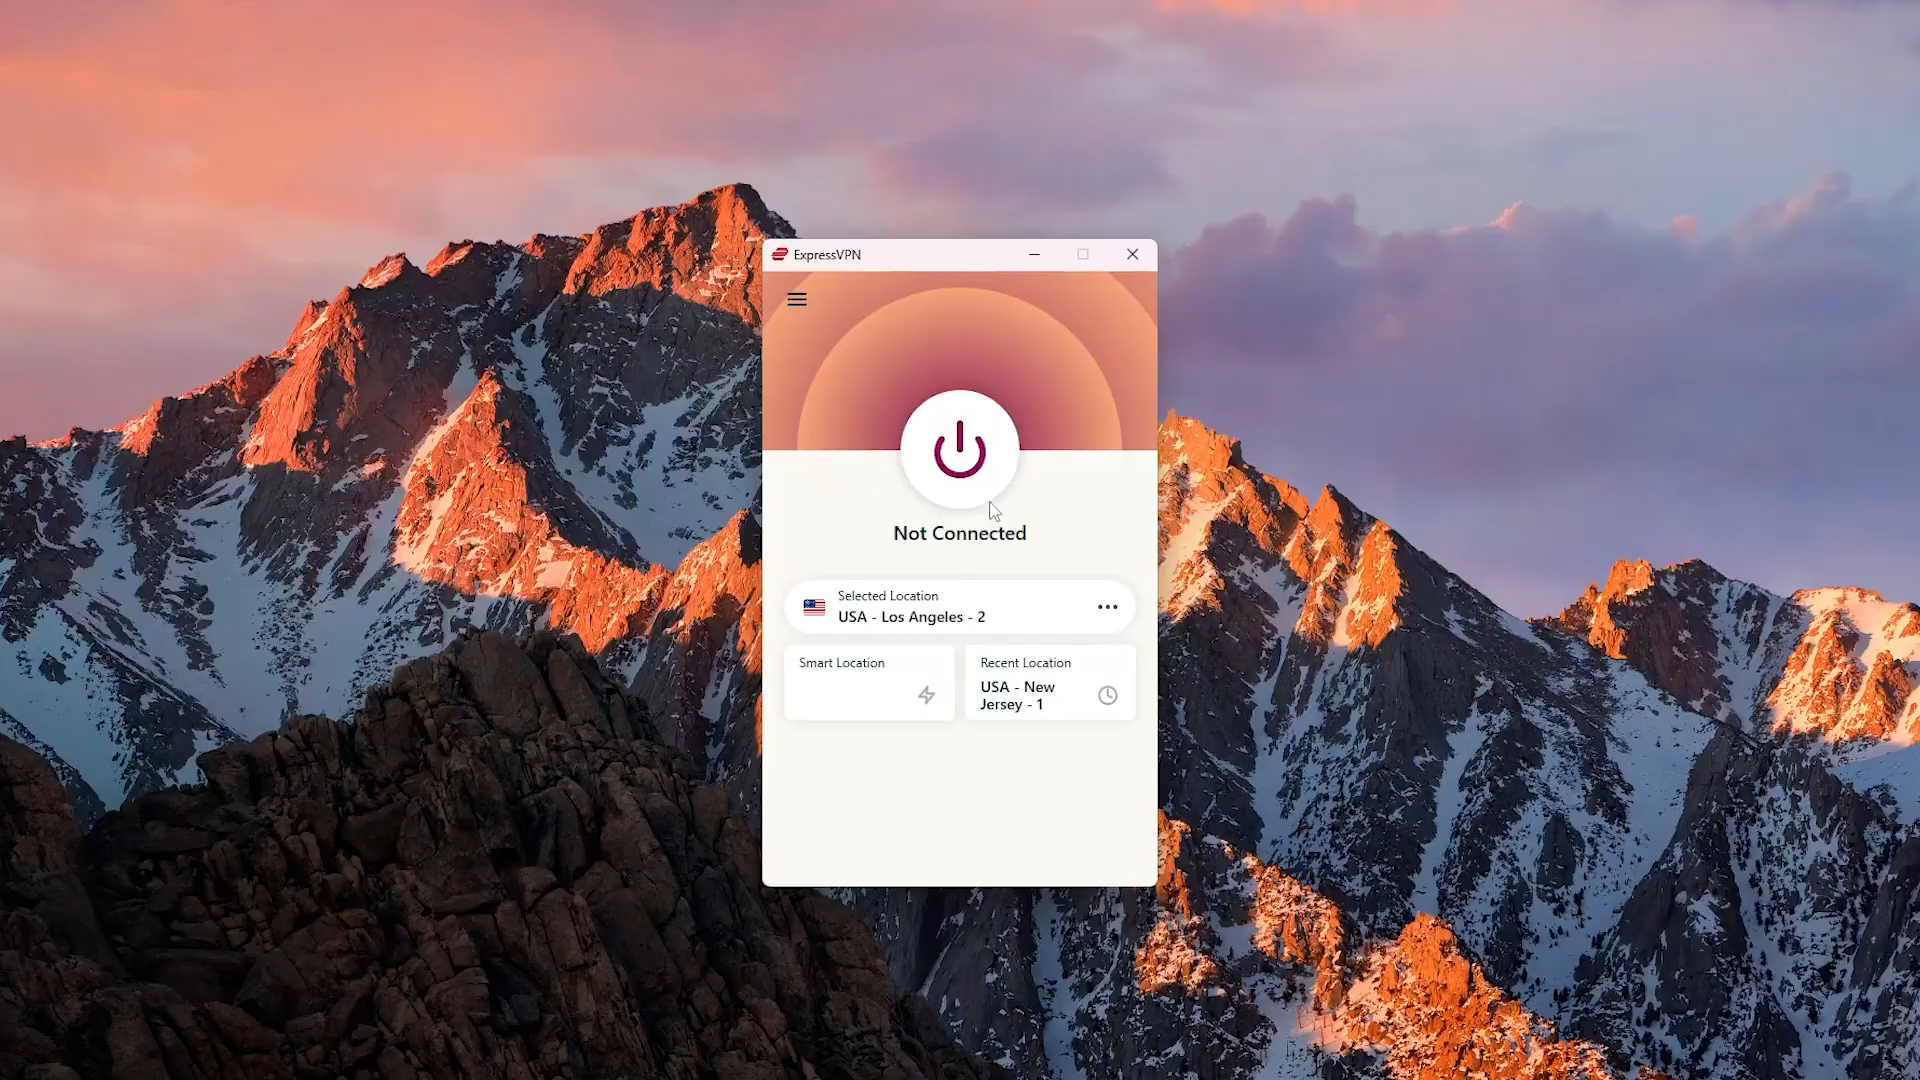 ExpressVPN
Not Connected
Selected Location
USA - Los Angeles - 2
Smart Location
Recent Location
USA - New
Jersey - 1